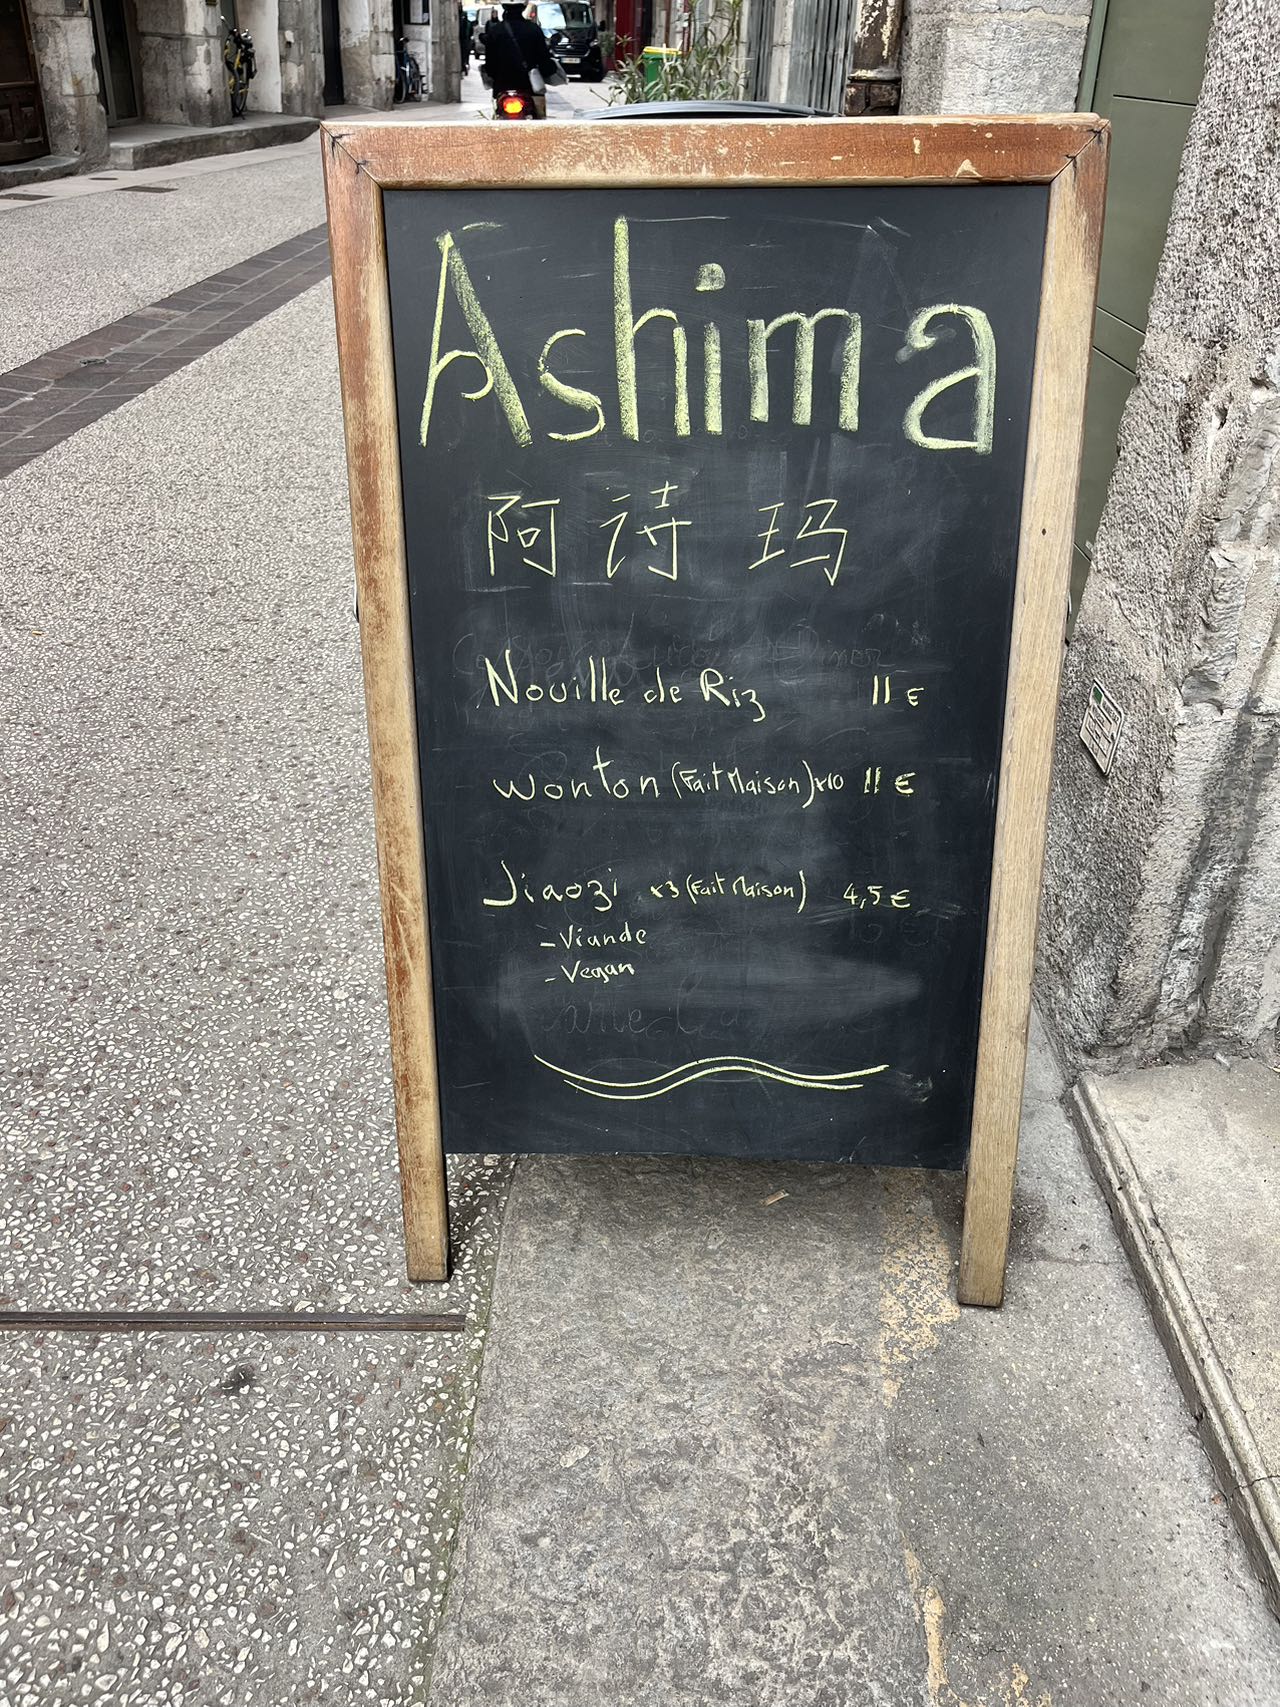 Ashima
阿诗玛
Nouille de Riz 11 €
Wonton (Fait Maison) x10 11 €
Jiaozi x3 (Fait Maison) 4,5 €
- Viande
- Vegan